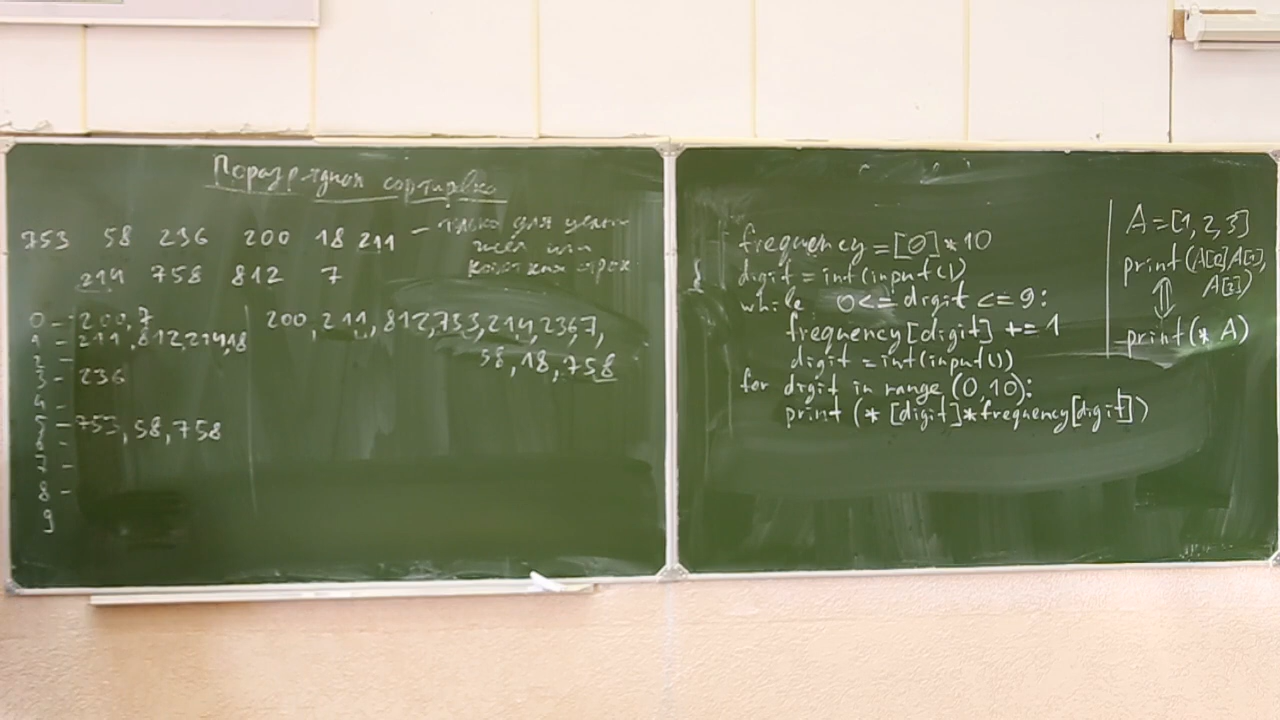 Поразрядная сортировка
753 58 236 200 18 211 – только для целых
чисел или
коротких строк
214 758 812 7
0 – 200, 7
1 – 211, 812, 214, 18
2 –
3 – 236
4 –
5 – 753, 58, 758
6 –
7 –
8 –
9
200, 211, 812, 753, 214, 236 7,
58, 18, 758
frequency = [0] * 10
digit = int(input())
while 0 <= digit <= 9:
frequency[digit] += 1
digit = int(input())
for digit in range (0, 10):
print (* [digit] * frequency[digit])
A = [1, 2, 3]
print (A[0] A[1],
A[2])
⇕
print (* A)